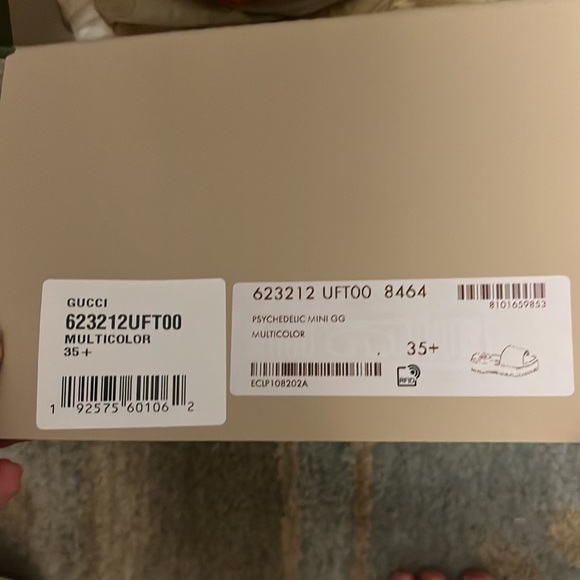 GUCCI
623212UFT00
MULTICOLOR
35+
1 92575 60106 2
623212 UFT00 8464
8101659853
PSYCHEDELIC MINI GG
MULTICOLOR
35+
ECLP108202A
RFID